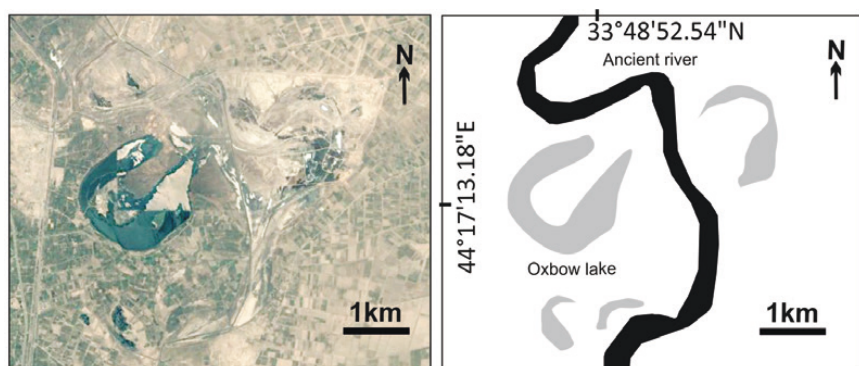 N
1km
33°48'52.54"N
Ancient river
N
44°17'13.18"E
Oxbow lake
1km